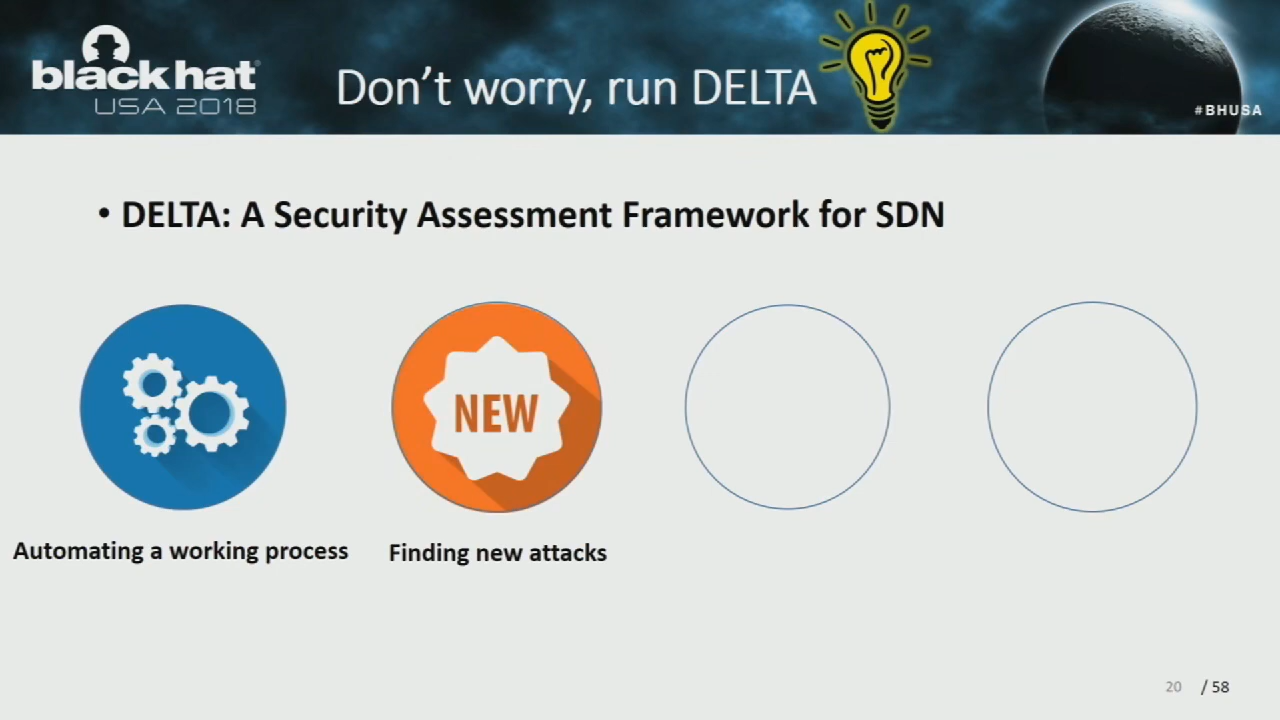 black hat
USA 2018
Don't worry, run DELTA
#BHUSA
• DELTA: A Security Assessment Framework for SDN
NEW
Automating a working process
Finding new attacks
20 / 58